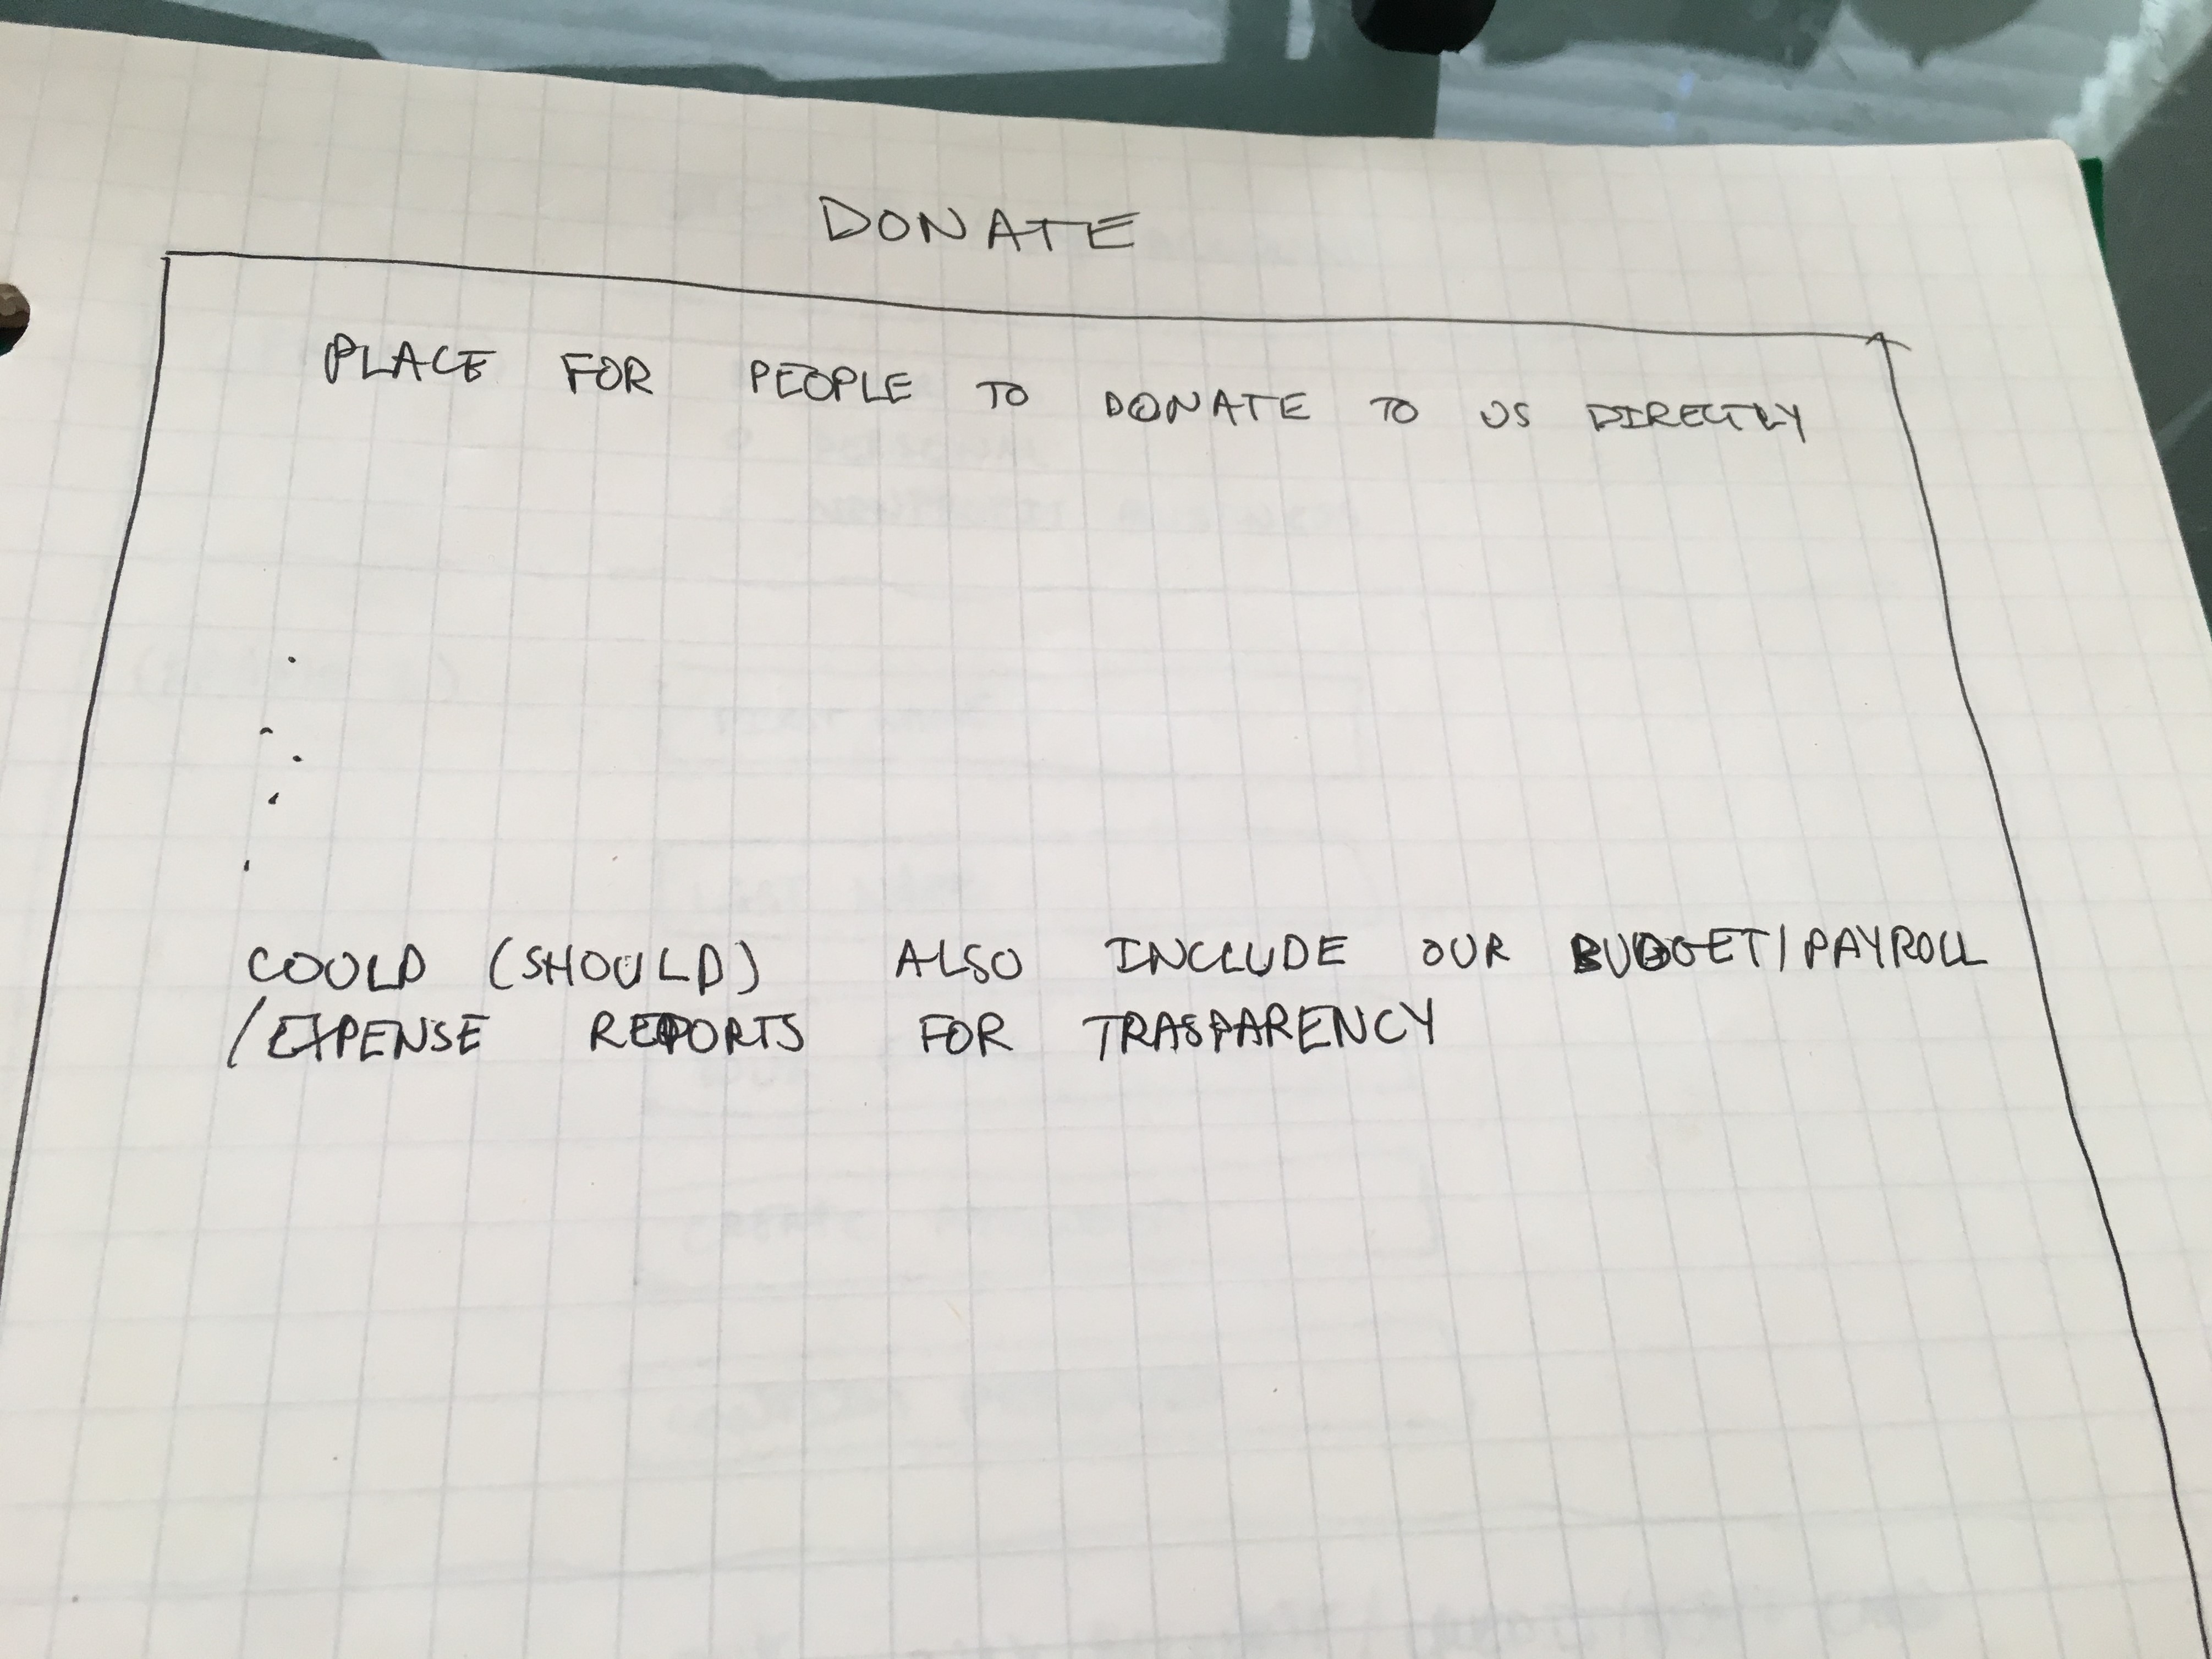 DONATE
PLACE FOR PEOPLE TO DONATE TO US DIRECTLY
COULD (SHOULD) ALSO INCLUDE OUR BUDGET/PAYROLL
/EXPENSE REPORTS FOR TRASPARENCY